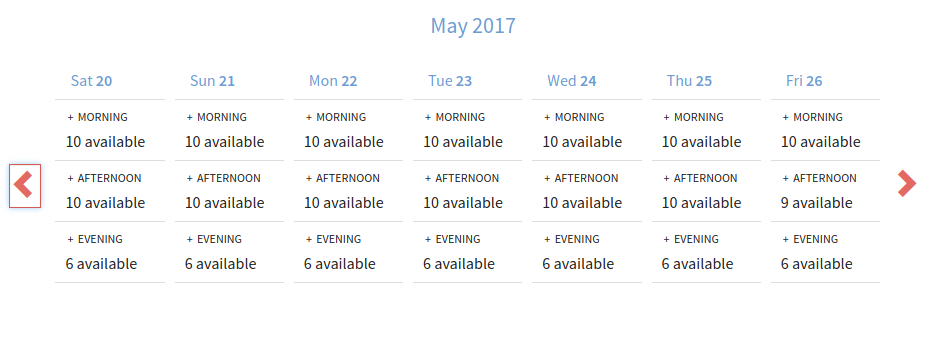 May 2017
Sat 20 Sun 21 Mon 22 Tue 23 Wed 24 Thu 25 Fri 26
+ MORNING + MORNING + MORNING + MORNING + MORNING + MORNING + MORNING
10 available 10 available 10 available 10 available 10 available 10 available 10 available
+ AFTERNOON + AFTERNOON + AFTERNOON + AFTERNOON + AFTERNOON + AFTERNOON + AFTERNOON
10 available 10 available 10 available 10 available 10 available 10 available 9 available
+ EVENING + EVENING + EVENING + EVENING + EVENING + EVENING + EVENING
6 available 6 available 6 available 6 available 6 available 6 available 6 available